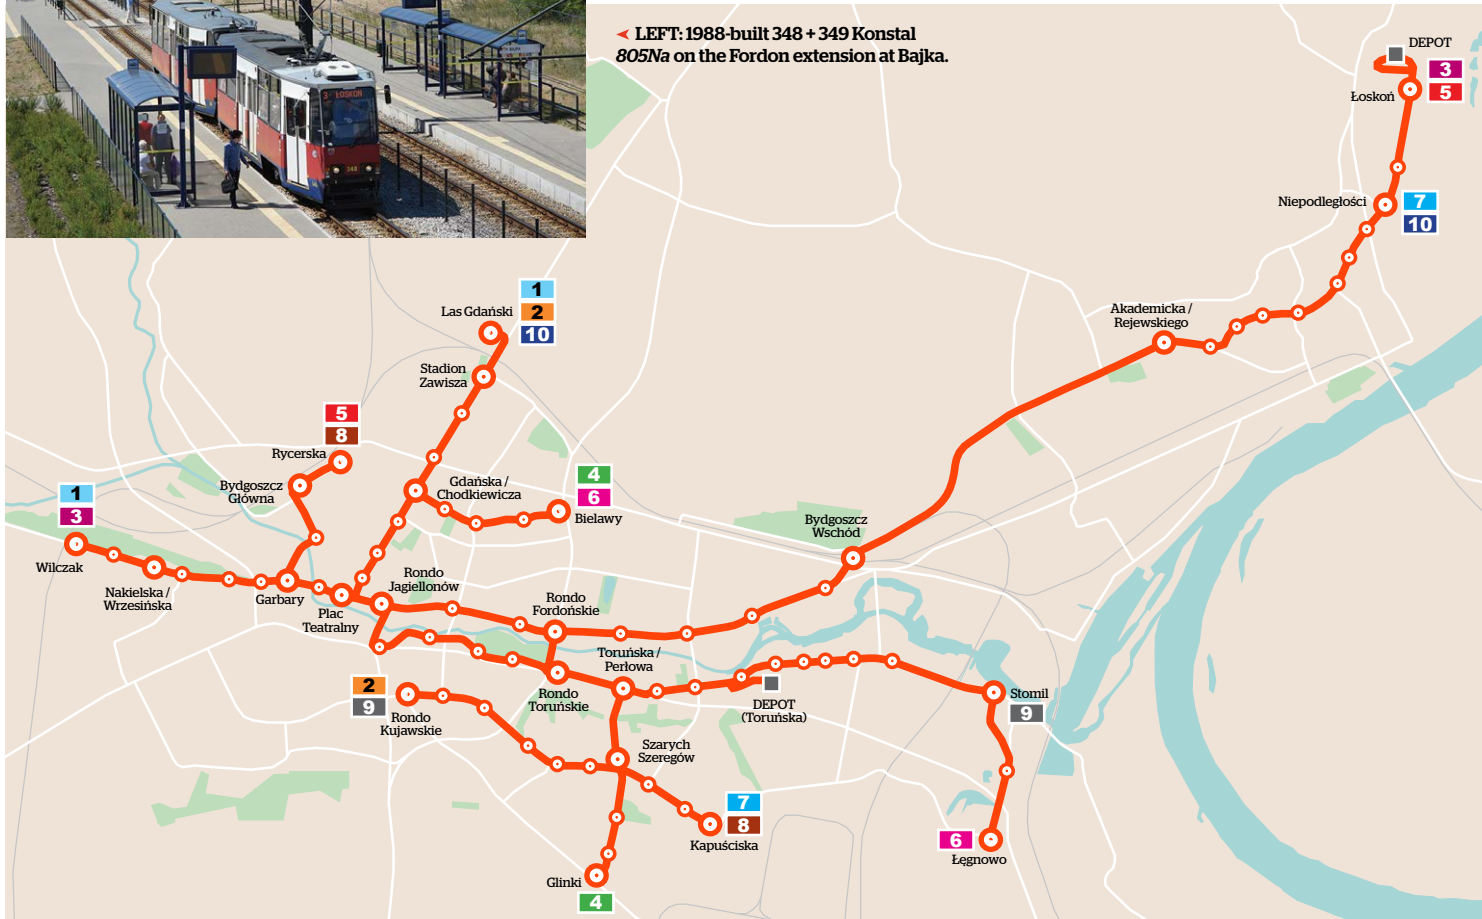 LEFT: 1988-built 348 + 349 Konstal
805Na on the Fordon extension at Bajka.
3 ŁOSKOŃ
348
DEPOT
3
5
Łoskoń
Niepodległości
7
10
Akademicka /
Rejewskiego
1
2
10
Las Gdański
Stadion
Zawisza
5
8
Rycerska
Bydgoszcz
Główna
Gdańska /
Chodkiewicza
4
6
Bielawy
1
3
Wilczak
Nakielska /
Wrzesińska
Garbary
Plac
Teatralny
Rondo
Jagiellonów
Rondo
Fordońskie
Bydgoszcz
Wschód
Toruńska /
Perłowa
Rondo
Toruńskie
DEPOT
(Toruńska)
Stomil
9
2
9
Rondo
Kujawskie
Szarych
Szeregów
7
8
Kapuściska
6
Łęgnowo
Glinki
4